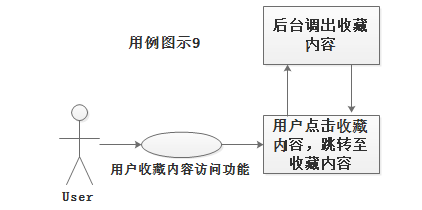 后台调出收藏
内容
用例图示9
用户点击收藏
内容，跳转至
收藏内容
用户收藏内容访问功能
User